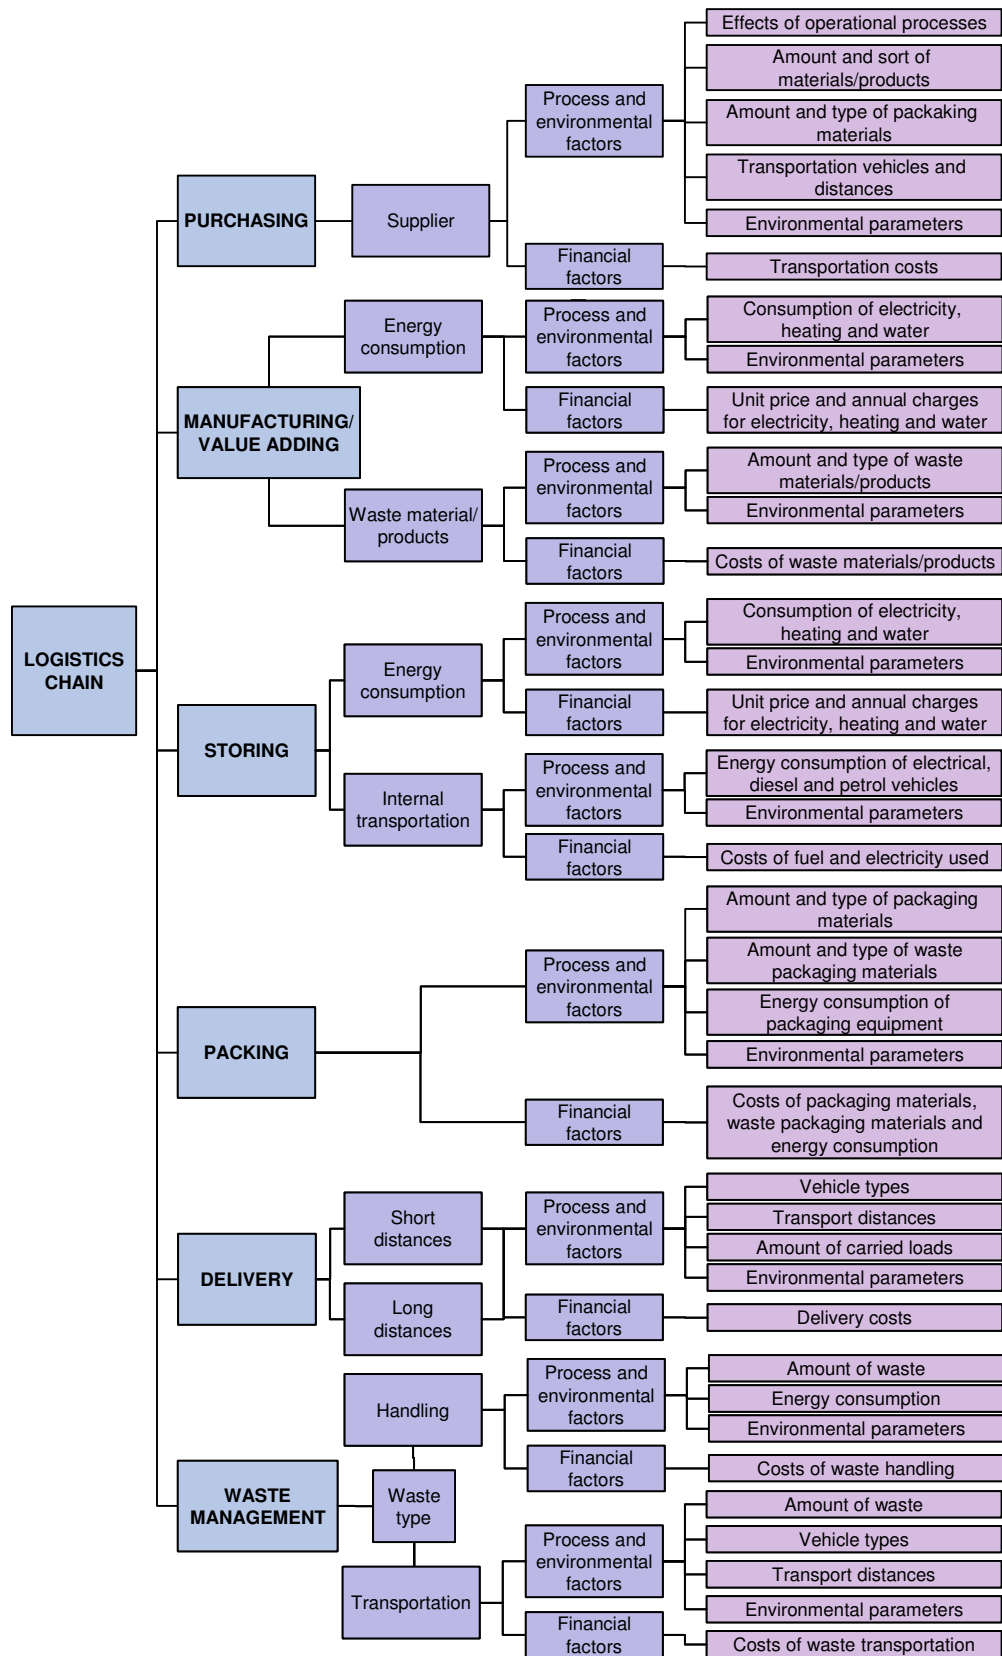 LOGISTICS
CHAIN
PURCHASING
Supplier
Process and
environmental
factors
Effects of operational processes
Amount and sort of
materials/products
Amount and type of packaking
materials
Transportation vehicles and
distances
Environmental parameters
Financial
factors
Transportation costs
MANUFACTURING/
VALUE ADDING
Energy
consumption
Process and
environmental
factors
Consumption of electricity,
heating and water
Environmental parameters
Financial
factors
Unit price and annual charges
for electricity, heating and water
Waste material/
products
Process and
environmental
factors
Amount and type of waste
materials/products
Environmental parameters
Financial
factors
Costs of waste materials/products
STORING
Energy
consumption
Process and
environmental
factors
Consumption of electricity,
heating and water
Environmental parameters
Financial
factors
Unit price and annual charges
for electricity, heating and water
Internal
transportation
Process and
environmental
factors
Energy consumption of electrical,
diesel and petrol vehicles
Environmental parameters
Financial
factors
Costs of fuel and electricity used
PACKING
Process and
environmental
factors
Amount and type of packaging
materials
Amount and type of waste
packaging materials
Energy consumption of
packaging equipment
Environmental parameters
Financial
factors
Costs of packaging materials,
waste packaging materials and
energy consumption
DELIVERY
Short
distances
Long
distances
Process and
environmental
factors
Vehicle types
Transport distances
Amount of carried loads
Environmental parameters
Financial
factors
Delivery costs
WASTE
MANAGEMENT
Waste
type
Handling
Process and
environmental
factors
Amount of waste
Energy consumption
Environmental parameters
Financial
factors
Costs of waste handling
Transportation
Process and
environmental
factors
Amount of waste
Vehicle types
Transport distances
Environmental parameters
Financial
factors
Costs of waste transportation